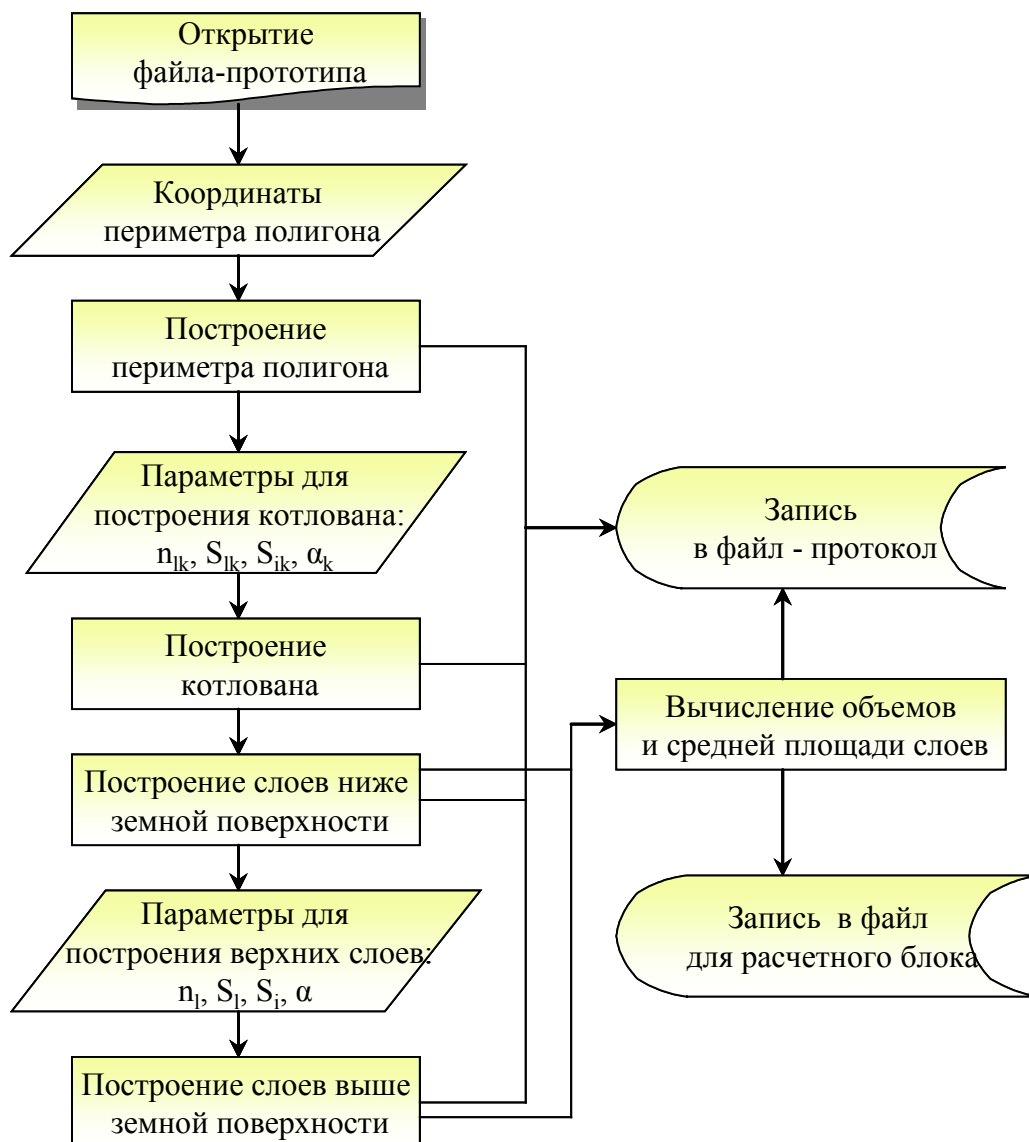 Открытие
файла-прототипа
Координаты
периметра полигона
Построение
периметра полигона
Параметры для
построения котлована:
n_lk, S_lk, S_ik, α_k
Построение
котлована
Построение слоев ниже
земной поверхности
Параметры для
построения верхних слоев:
n_l, S_l, S_i, α
Построение слоев выше
земной поверхности
Запись
в файл - протокол
Вычисление объемов
и средней площади слоев
Запись в файл
для расчетного блока